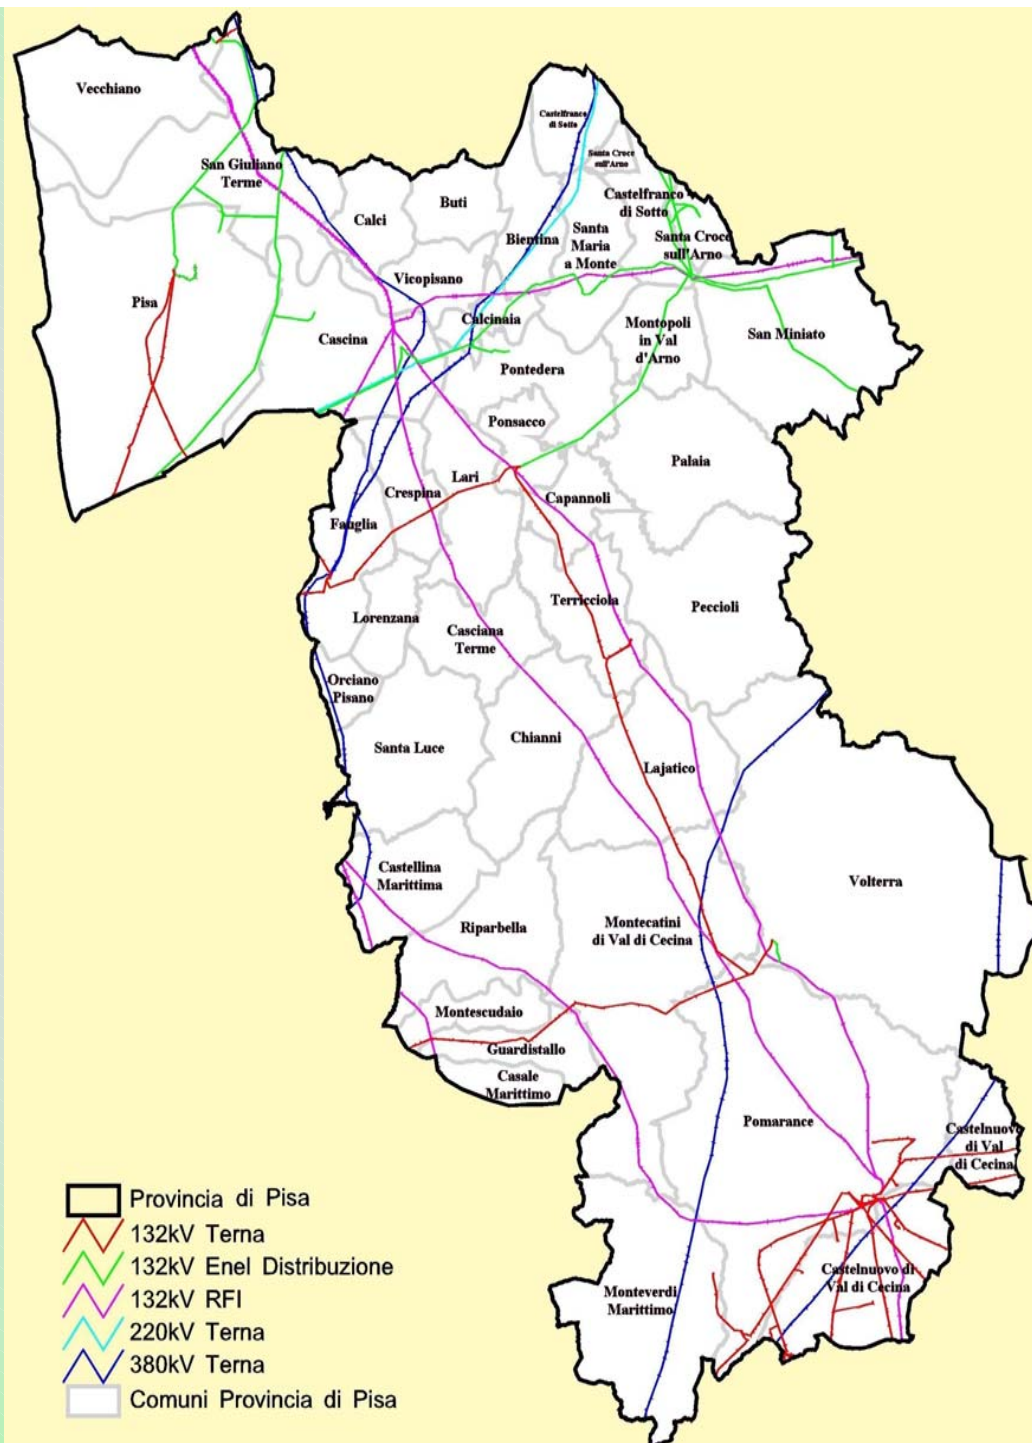 Vecchiano
Castelfranco
di Sotto
Santa Croce
sull'Arno
San Giuliano
Terme
Calci
Buti
Castelfranco
di Sotto
Bientina
Santa
Maria
a Monte
Santa Croce
sull'Arno
Vicopisano
Pisa
Cascina
Calcinaia
Montopoli
in Val
d'Arno
San Miniato
Pontedera
Ponsacco
Palaia
Lari
Crespina
Capannoli
Fauglia
Lorenzana
Casciana
Terme
Terricciola
Peccioli
Orciano
Pisano
Santa Luce
Chianni
Lajatico
Castellina
Marittima
Volterra
Riparbella
Montecatini
di Val di Cecina
Montescudaio
Guardistallo
Casale
Marittimo
Pomarance
Castelnuovo
di Val
di Cecina
Castelnuovo di
Val di Cecina
Monteverdi
Marittimo
Provincia di Pisa
132kV Terna
132kV Enel Distribuzione
132kV RFI
220kV Terna
380kV Terna
Comuni Provincia di Pisa